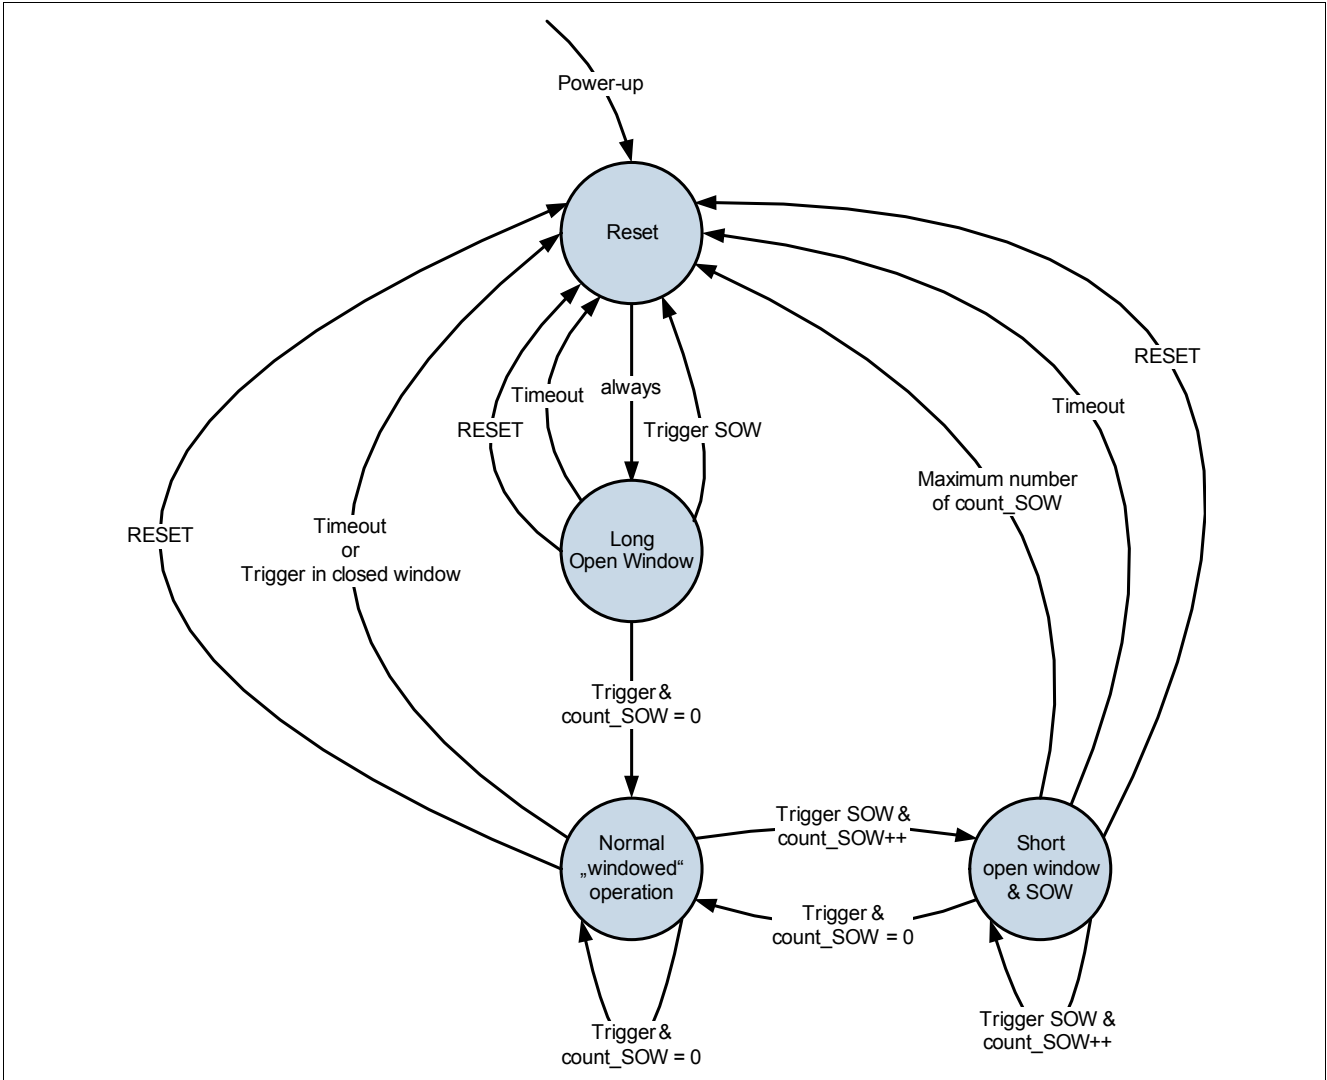 Power-up
Reset
RESET
Timeout
always
Timeout
RESET
Trigger SOW
Maximum number
of count_SOW
RESET
Timeout
or
Trigger in closed window
Long
Open Window
Trigger &
count_SOW = 0
Normal
„windowed“
operation
Trigger SOW &
count_SOW++
Short
open window
& SOW
Trigger &
count_SOW = 0
Trigger &
count_SOW = 0
Trigger SOW &
count_SOW++